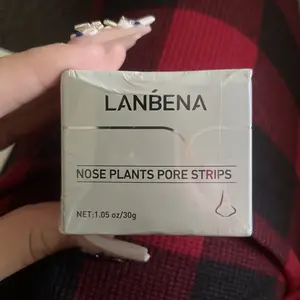 LANBENA
NOSE PLANTS PORE STRIPS
NET:1.05 oz/30g